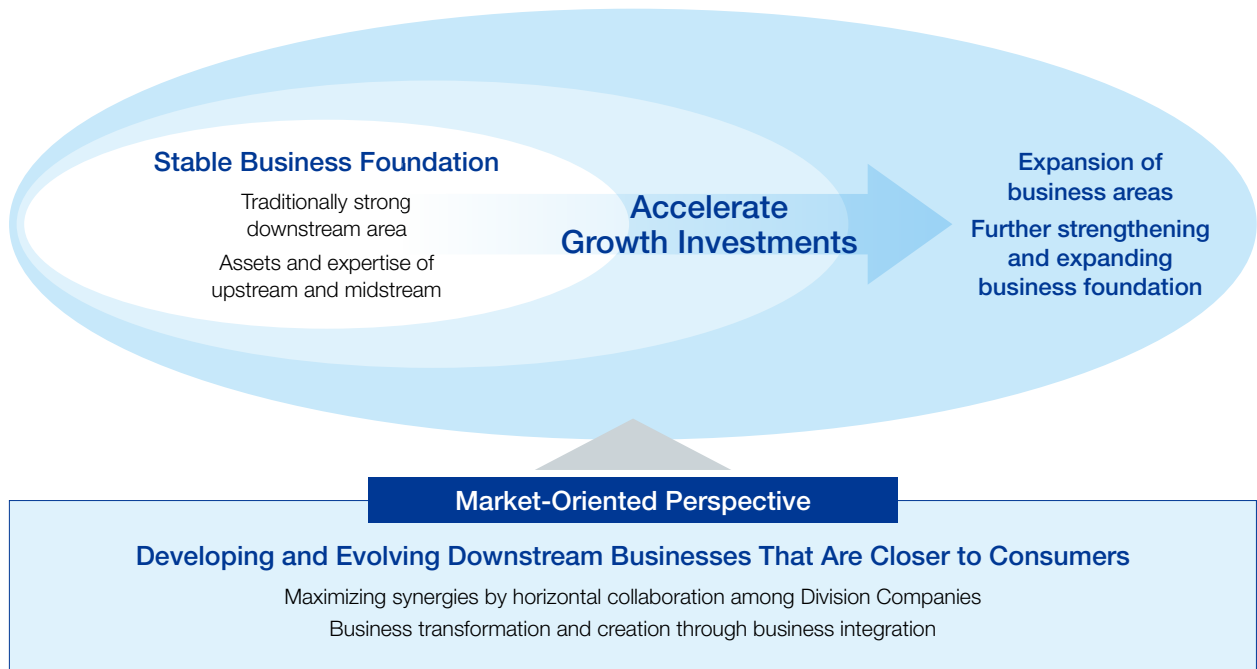 Stable Business Foundation
Traditionally strong
downstream area
Assets and expertise of
upstream and midstream
Accelerate
Growth Investments
Expansion of
business areas
Further strengthening
and expanding
business foundation
Market-Oriented Perspective
Developing and Evolving Downstream Businesses That Are Closer to Consumers
Maximizing synergies by horizontal collaboration among Division Companies
Business transformation and creation through business integration